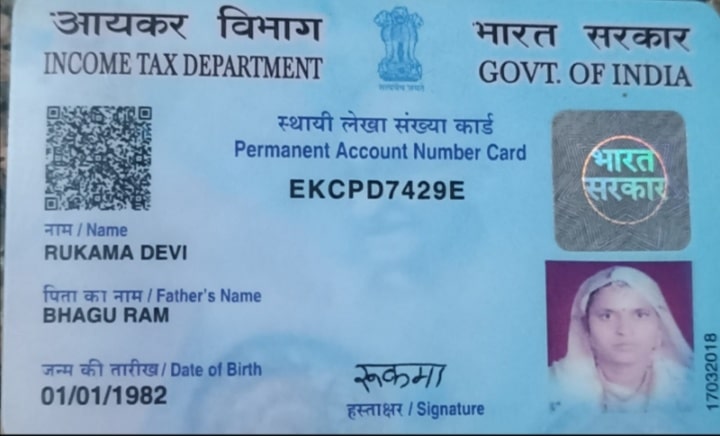 आयकर विभाग
INCOME TAX DEPARTMENT
सत्यमेव जयते
भारत सरकार
GOVT. OF INDIA
स्थायी लेखा संख्या कार्ड
Permanent Account Number Card
EKCPD7429E
भारत
सरकार
नाम / Name
RUKAMA DEVI
पिता का नाम / Father's Name
BHAGU RAM
जन्म की तारीख / Date of Birth
01/01/1982
रूकमा
हस्ताक्षर / Signature
17032018